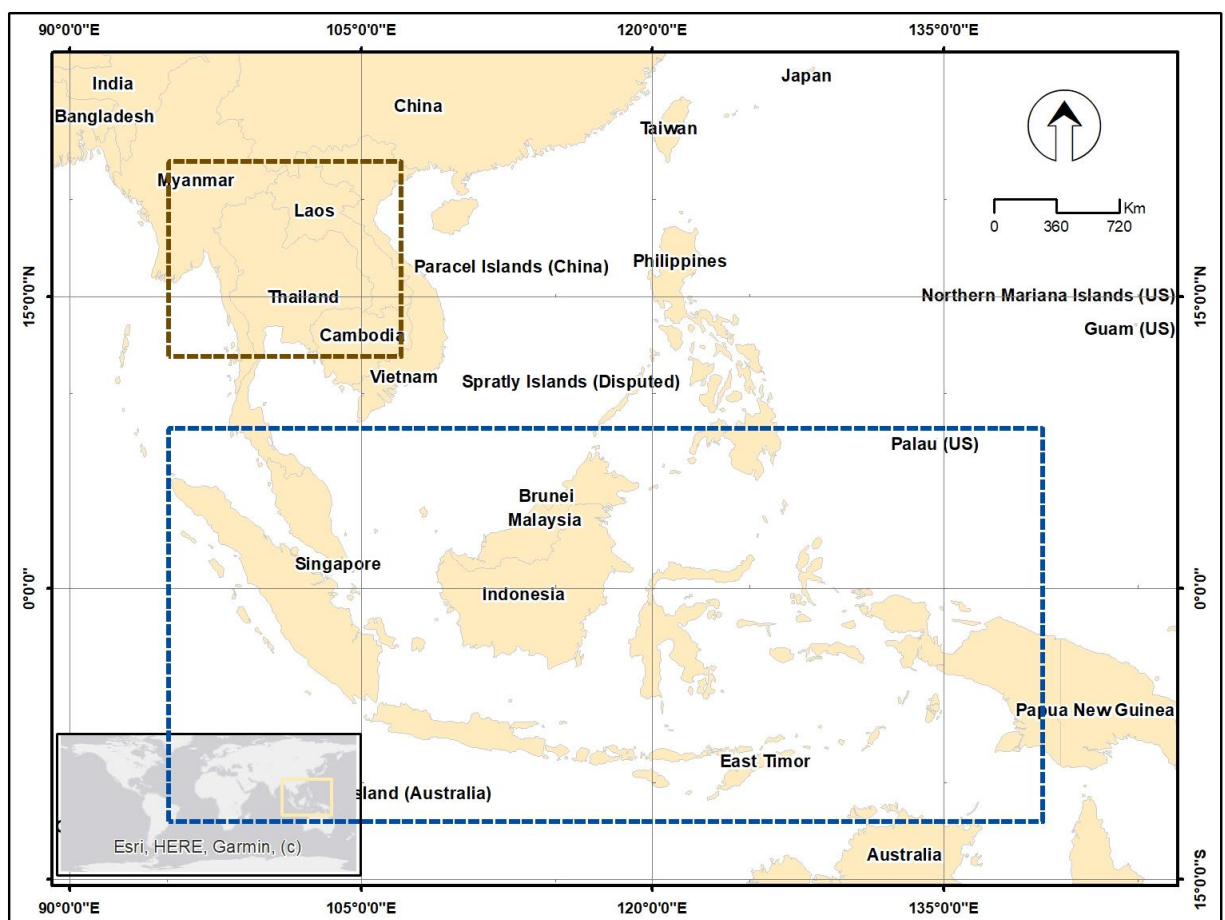 90°0'0"E 105°0'0"E 120°0'0"E 135°0'0"E
India
Japan
China
Bangladesh
Taiwan
Myanmar
Laos
Km
0 360 720
Philippines
Paracel Islands (China)
15°0'0"N
Thailand
Northern Mariana Islands (US)
15°0'0"N
Guam (US)
Cambodia
Vietnam
Spratly Islands (Disputed)
Palau (US)
Brunei
Malaysia
Singapore
0°0'0"
Indonesia
0°0'0"
Papua New Guinea
East Timor
sland (Australia)
Esri, HERE, Garmin, (c)
Australia
15°0'0"S
90°0'0"E 105°0'0"E 120°0'0"E 135°0'0"E